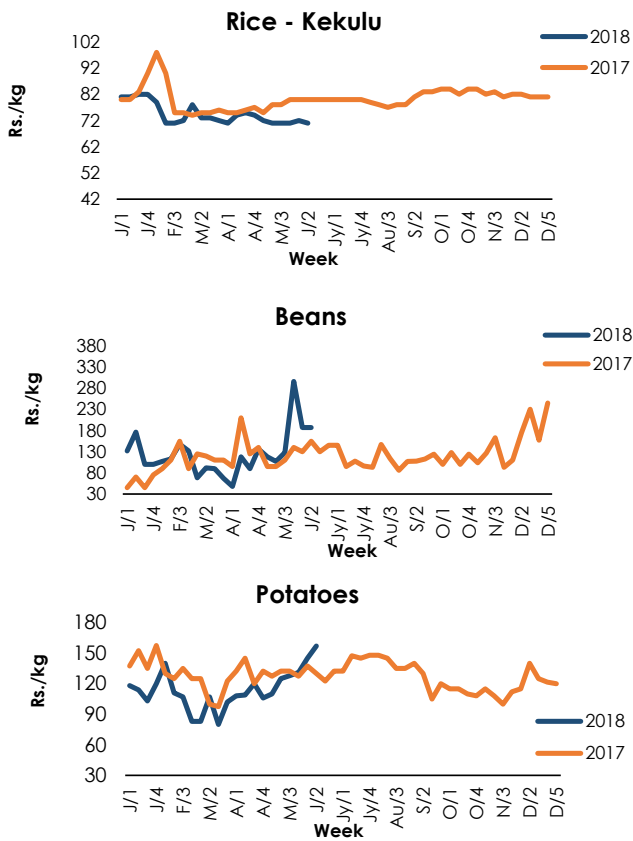 Rice - Kekulu
2018
2017
Rs./kg
102
92
82
72
62
52
42
J/1 J/4 F/3 M/2 A/1 A/4 M/3 J/2 Jy/1 Jy/4 Au/3 S/2 O/1 O/4 N/3 D/2 D/5
Week
Beans
2018
2017
Rs./kg
380
330
280
230
180
130
80
30
J/1 J/4 F/3 M/2 A/1 A/4 M/3 J/2 Jy/1 Jy/4 Au/3 S/2 O/1 O/4 N/3 D/2 D/5
Week
Potatoes
Rs./kg
180
150
120
90
60
30
2018
2017
J/1 J/4 F/3 M/2 A/1 A/4 M/3 J/2 Jy/1 Jy/4 Au/3 S/2 O/1 O/4 N/3 D/2 D/5
Week